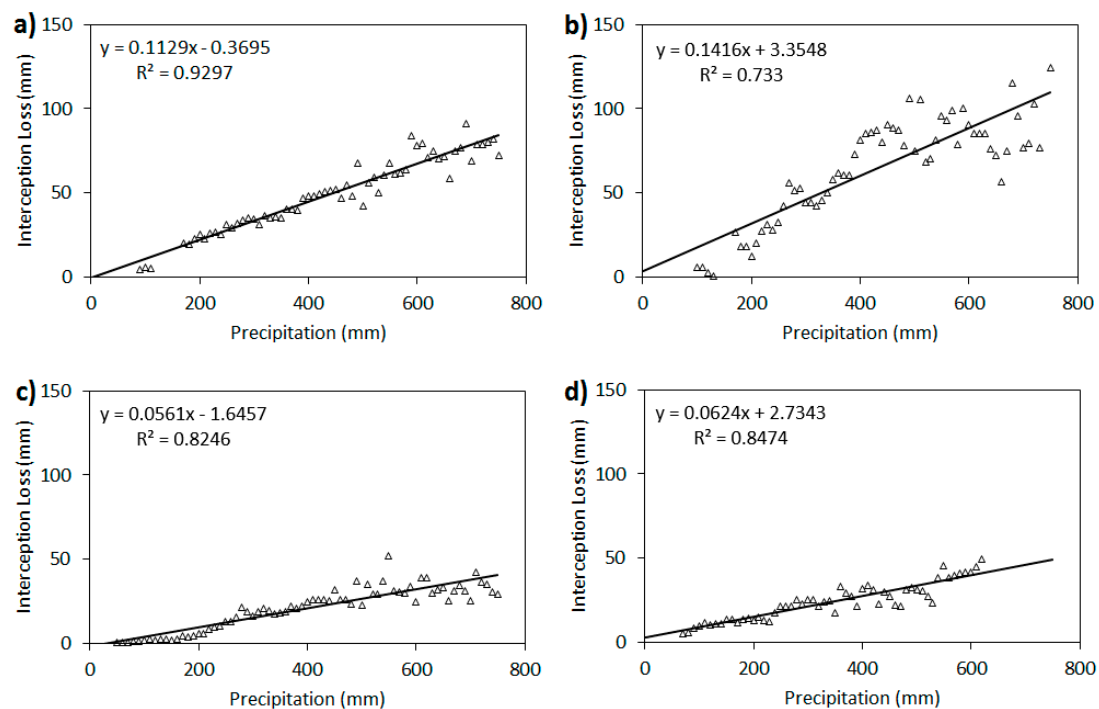 a)
y = 0.1129x - 0.3695
R² = 0.9297
150
100
50
0
Interception Loss (mm)
0 200 400 600 800
Precipitation (mm)
b)
y = 0.1416x + 3.3548
R² = 0.733
150
100
50
0
Interception Loss (mm)
0 200 400 600 800
Precipitation (mm)
c)
y = 0.0561x - 1.6457
R² = 0.8246
150
100
50
0
Interception Loss (mm)
0 200 400 600 800
Precipitation (mm)
d)
y = 0.0624x + 2.7343
R² = 0.8474
150
100
50
0
Interception Loss (mm)
0 200 400 600 800
Precipitation (mm)